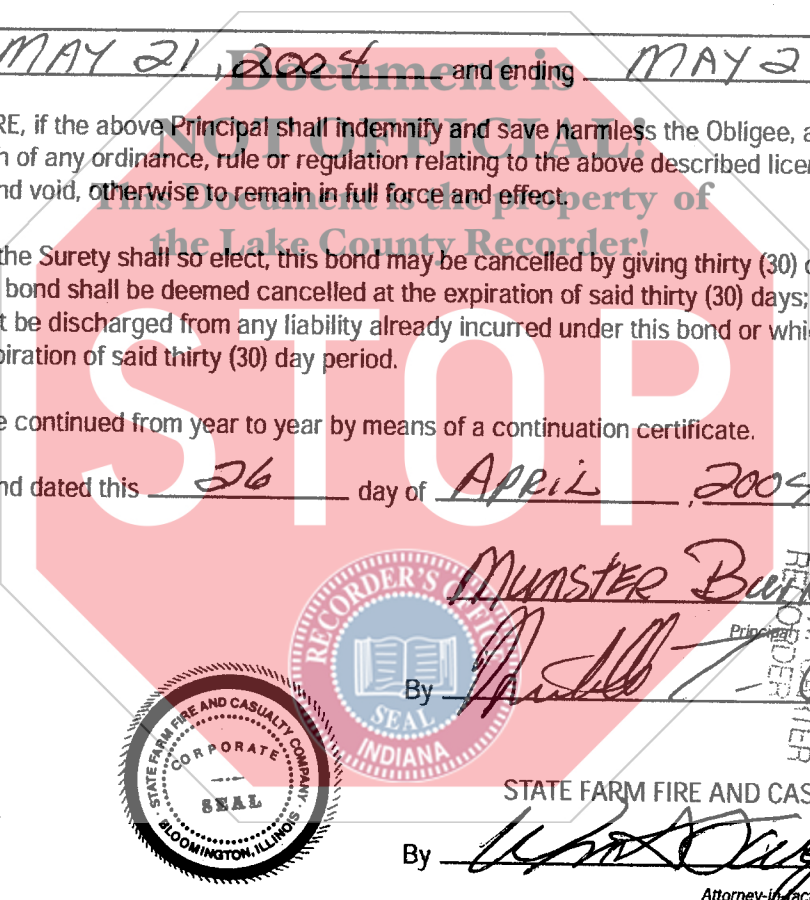 MAY 21, 2004 and ending MAY 2
Document is
RE, if the above Principal shall indemnify and save harmless the Obligee, a
NOT OFFICIAL!
n of any ordinance, rule or regulation relating to the above described licen
nd void, otherwise to remain in full force and effect.
This Document is the property of
the Lake County Recorder!
the Surety shall so elect, this bond may be cancelled by giving thirty (30) d
bond shall be deemed cancelled at the expiration of said thirty (30) days;
t be discharged from any liability already incurred under this bond or whi
piration of said thirty (30) day period.
STOP
e continued from year to year by means of a continuation certificate.
nd dated this 26 day of APRIL, 2004
MUNSTER
Principal
RECORDER
RECORDER'S OFFICE
SEAL
INDIANA
By
STATE FARM FIRE AND CASUALTY COMPANY
CORPORATE
SEAL
BLOOMINGTON, ILLINOIS
STATE FARM FIRE AND CAS
By
Attorney-in-fact